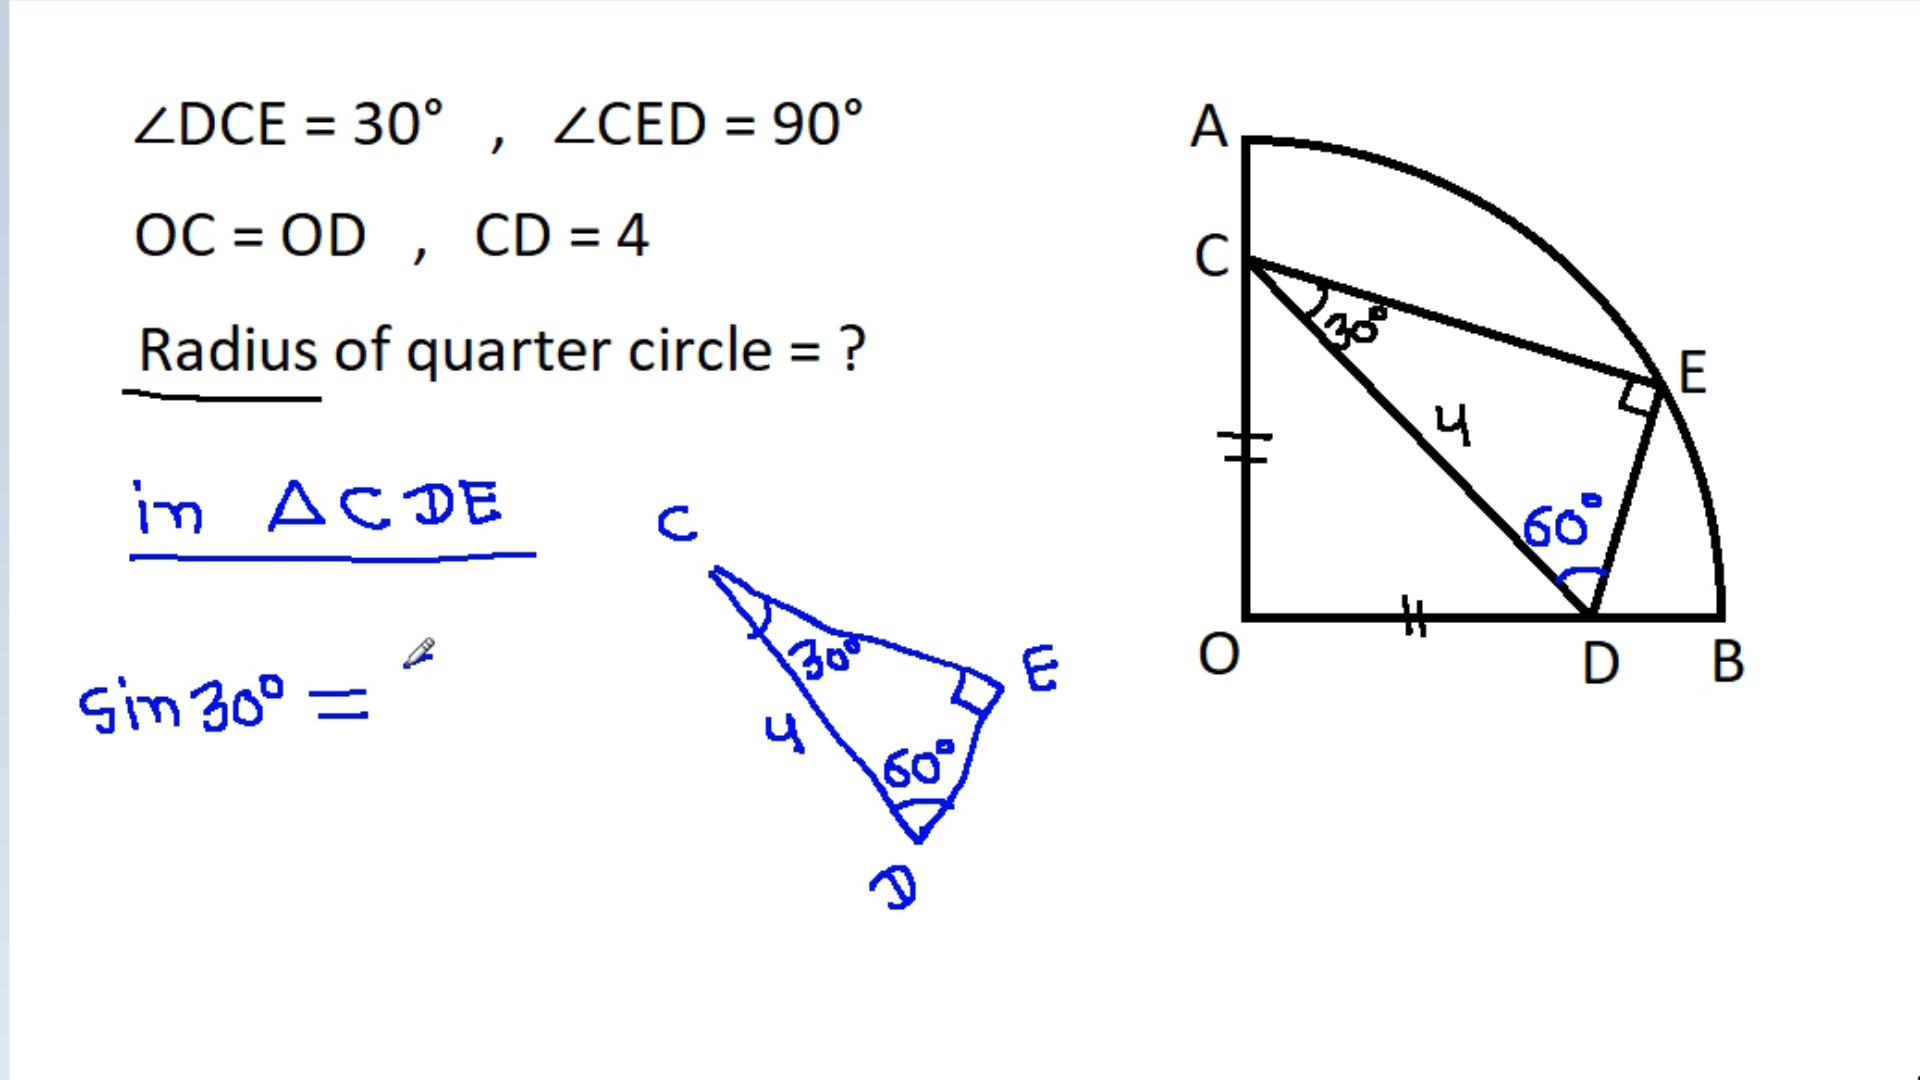 ∠DCE = 30° , ∠CED = 90°
OC = OD , CD = 4
Radius of quarter circle = ?
in △CDE
sin 30° =
C
30°
E
4
60°
D
A
C
30°
E
4
60°
O
D
B